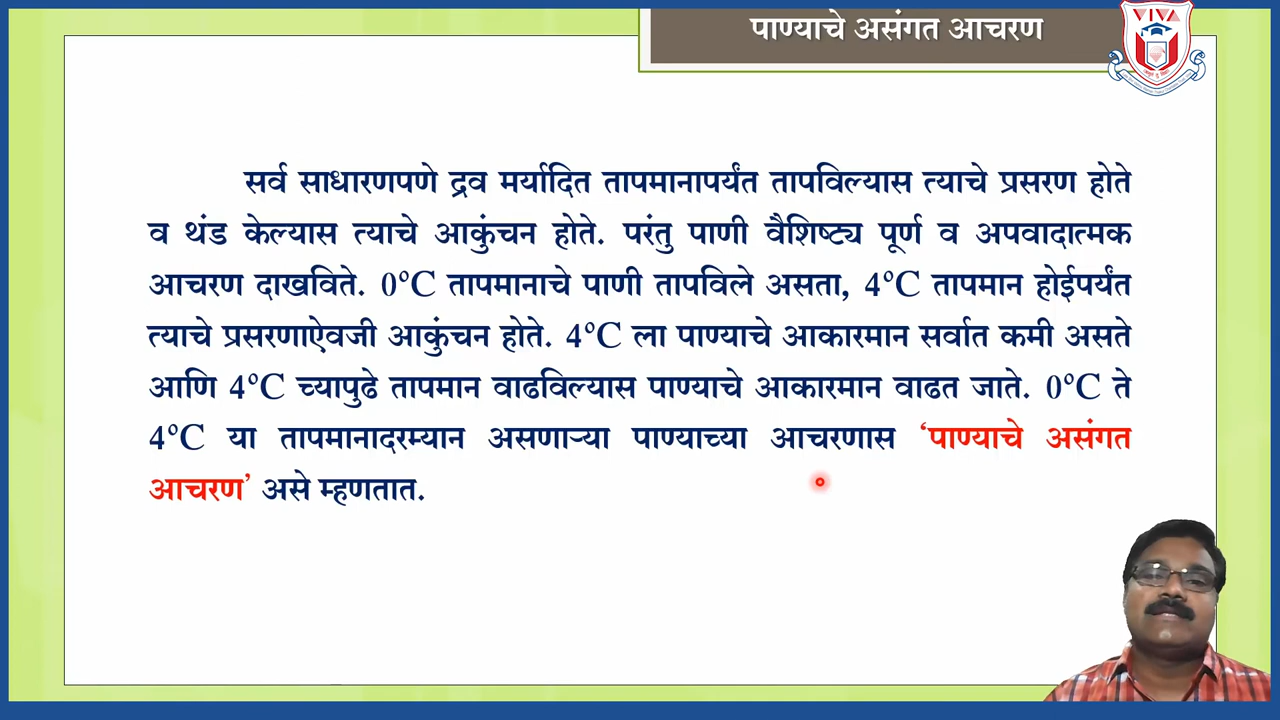 पाण्याचे असंगत आचरण
VIVA
सर्व साधारणपणे द्रव मर्यादित तापमानापर्यंत तापविल्यास त्याचे प्रसरण होते
व थंड केल्यास त्याचे आकुंचन होते. परंतु पाणी वैशिष्ट्य पूर्ण व अपवादात्मक
आचरण दाखविते. 0°C तापमानाचे पाणी तापविले असता, 4°C तापमान होईपर्यंत
त्याचे प्रसरणाऐवजी आकुंचन होते. 4°C ला पाण्याचे आकारमान सर्वात कमी असते
आणि 4°C च्यापुढे तापमान वाढविल्यास पाण्याचे आकारमान वाढत जाते. 0°C ते
4°C या तापमानादरम्यान असणाऱ्या पाण्याच्या आचरणास ‘पाण्याचे असंगत
आचरण’ असे म्हणतात.